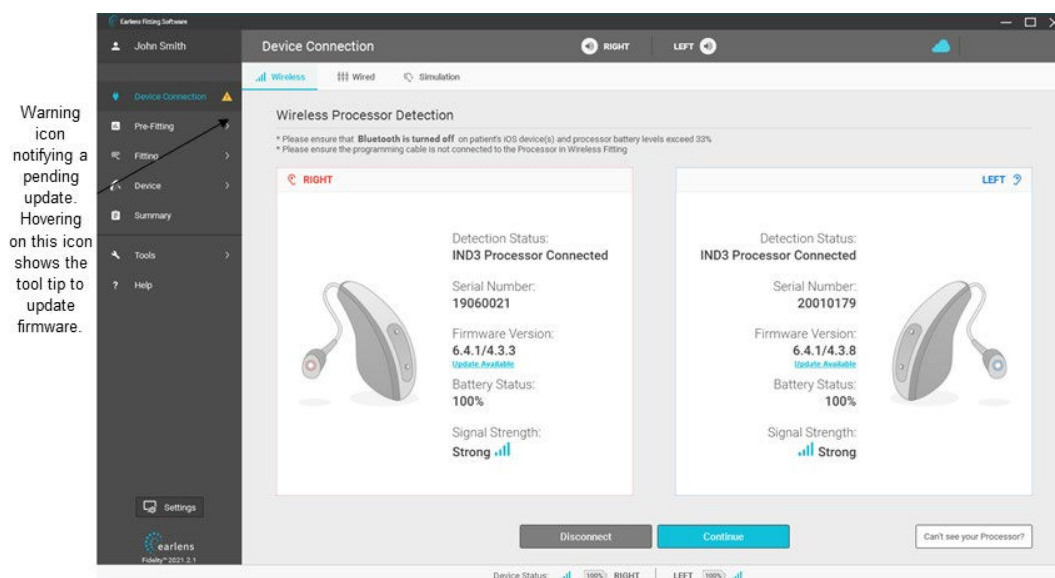 Earlens Fitting Software
John Smith
Device Connection
RIGHT
LEFT
Wireless
Wired
Simulation
Device Connection
Pre-Fitting
Fitting
Device
Summary
Tools
? Help
Warning
icon
notifying a
pending
update.
Hovering
on this icon
shows the
tool tip to
update
firmware.
Wireless Processor Detection
* Please ensure that Bluetooth is turned off on patient's iOS device(s) and processor battery levels exceed 33%
* Please ensure the programming cable is not connected to the Processor in Wireless Fitting
RIGHT
Detection Status:
IND3 Processor Connected
Serial Number:
19060021
Firmware Version:
6.4.1/4.3.3
Update Available
Battery Status:
100%
Signal Strength:
Strong
LEFT
Detection Status:
IND3 Processor Connected
Serial Number:
20010179
Firmware Version:
6.4.1/4.3.8
Update Available
Battery Status:
100%
Signal Strength:
Strong
Settings
earlens
Fidelity™ 2021.2.1
Disconnect
Continue
Can't see your Processor?
Device Status: 100% RIGHT LEFT 100%